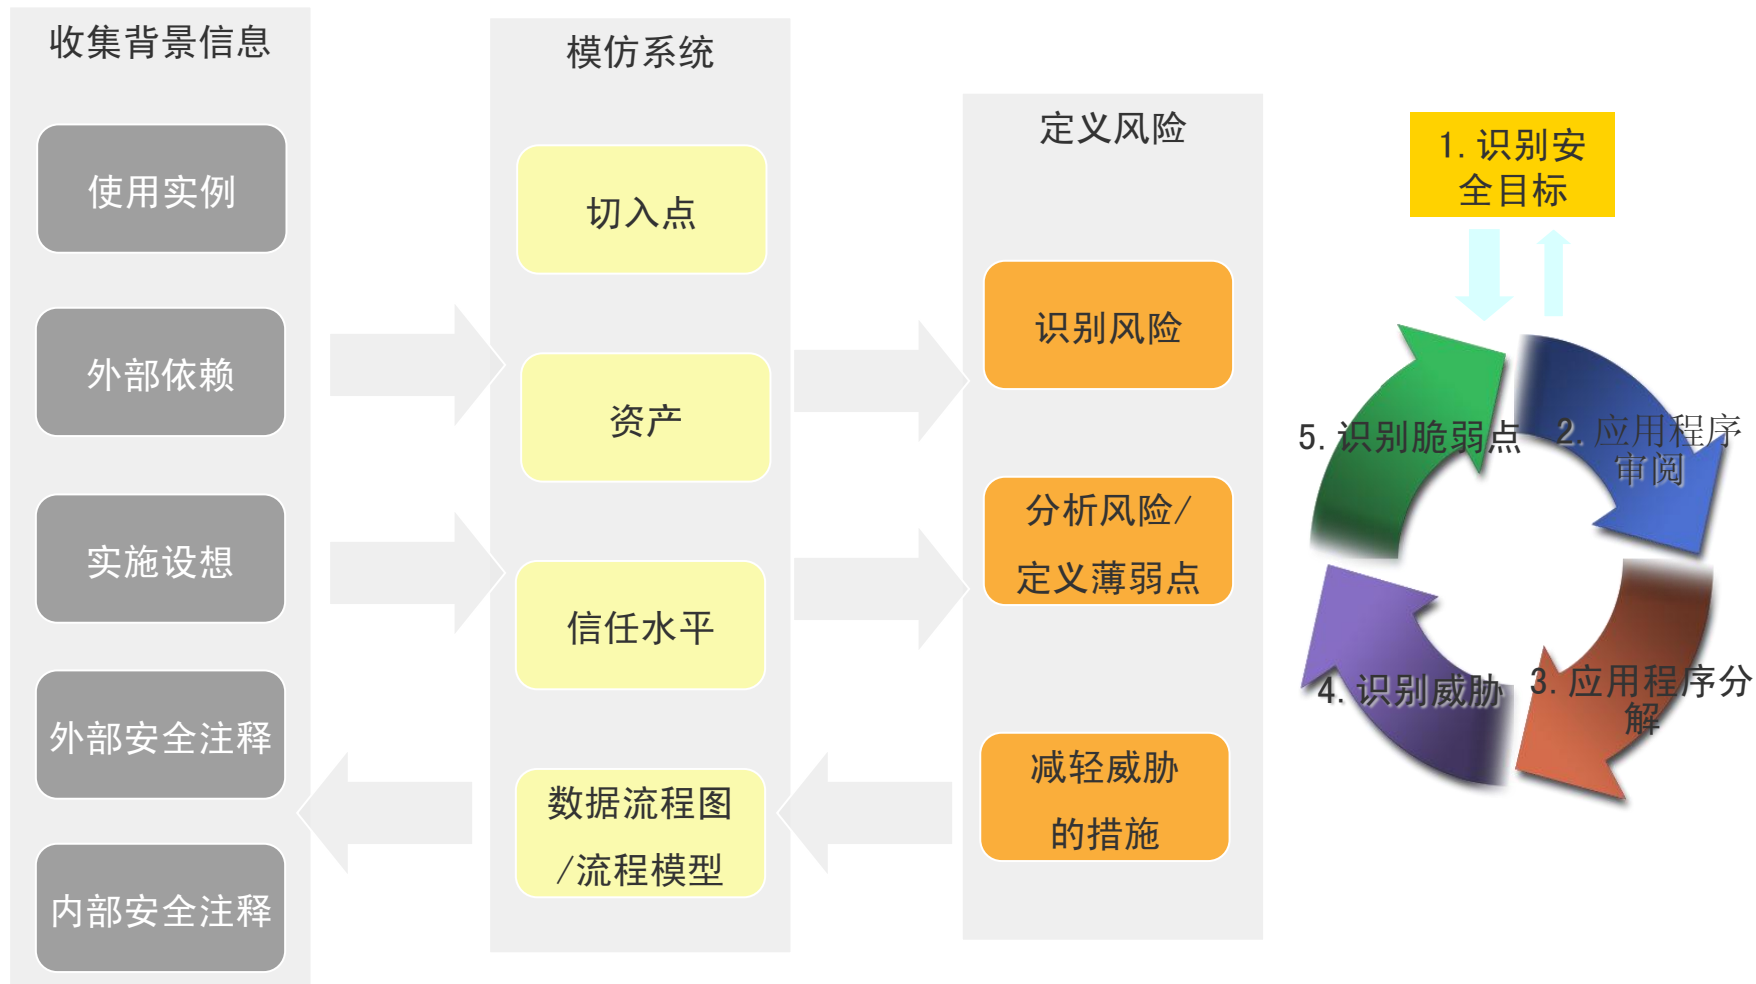 收集背景信息
使用实例
外部依赖
实施设想
外部安全注释
内部安全注释
模仿系统
切入点
资产
信任水平
数据流程图
/流程模型
定义风险
识别风险
分析风险/
定义薄弱点
减轻威胁
的措施
1. 识别安
全目标
2. 应用程序
审阅
3. 应用程序分
解
4. 识别威胁
5. 识别脆弱点